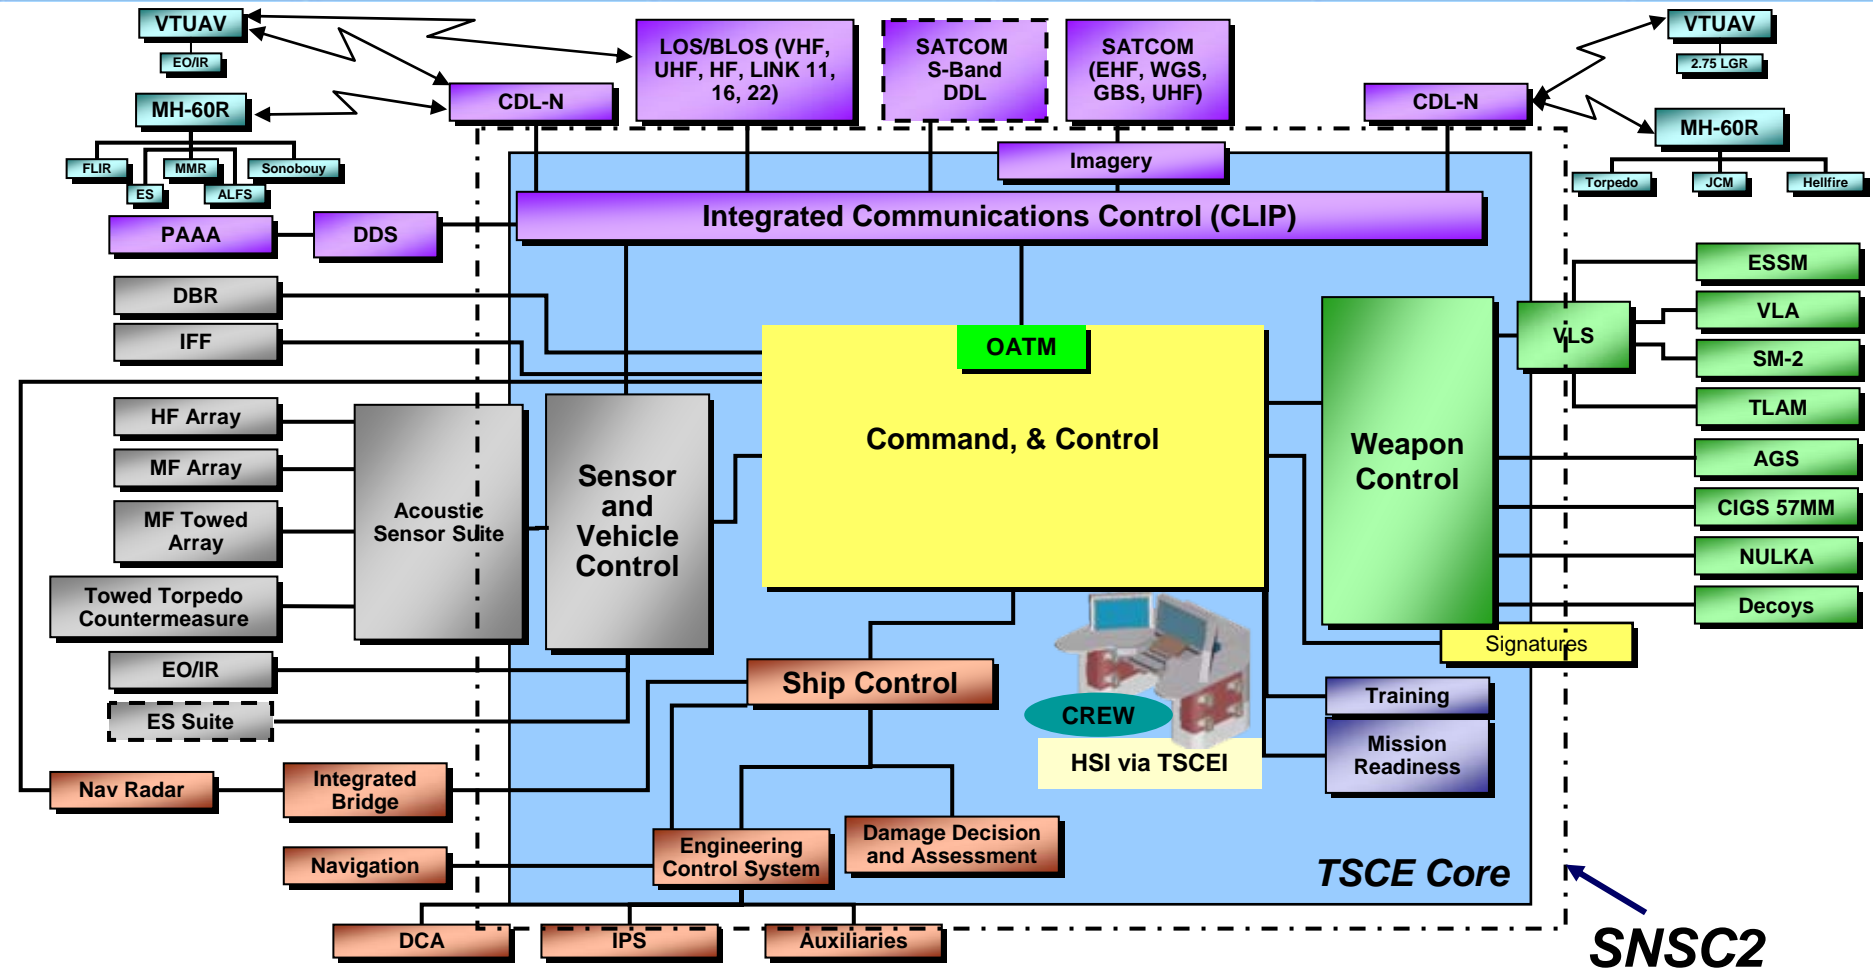 VTUAV
EO/IR
MH-60R
FLIR
ES
MMR
ALFS
Sonobouy
CDL-N
LOS/BLOS (VHF,
UHF, HF, LINK 11,
16, 22)
SATCOM
S-Band
DDL
SATCOM
(EHF, WGS,
GBS, UHF)
CDL-N
VTUAV
2.75 LGR
MH-60R
Torpedo
JCM
Hellfire
Imagery
Integrated Communications Control (CLIP)
PAAA
DDS
DBR
IFF
HF Array
MF Array
MF Towed
Array
Towed Torpedo
Countermeasure
EO/IR
ES Suite
Acoustic
Sensor Suite
Sensor
and
Vehicle
Control
OATM
Command, & Control
Weapon
Control
VLS
ESSM
VLA
SM-2
TLAM
AGS
CIGS 57MM
NULKA
Decoys
Signatures
Training
Mission
Readiness
CREW
HSI via TSCEI
Ship Control
Nav Radar
Integrated
Bridge
Navigation
Engineering
Control System
Damage Decision
and Assessment
DCA
IPS
Auxiliaries
TSCE Core
SNSC2